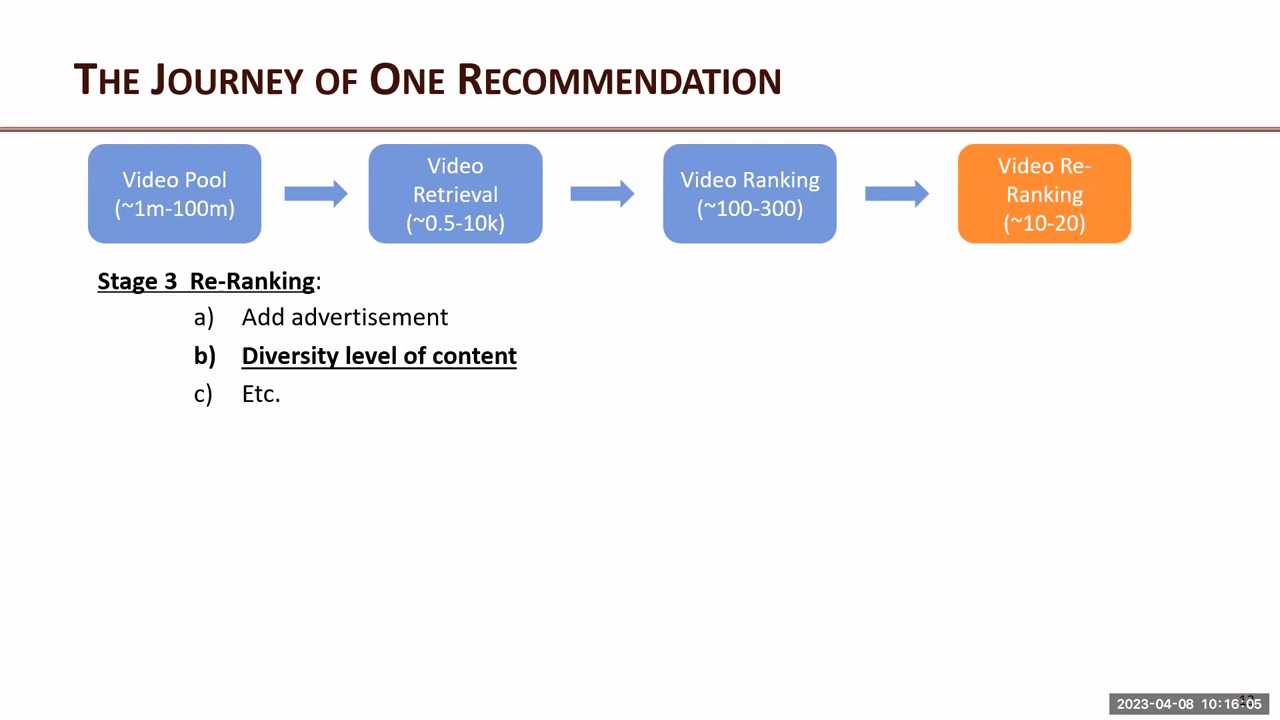 THE JOURNEY OF ONE RECOMMENDATION
Video Pool
(~1m-100m)
Video
Retrieval
(~0.5-10k)
Video Ranking
(~100-300)
Video Re-
Ranking
(~10-20)
Stage 3  Re-Ranking:
a) Add advertisement
b) Diversity level of content
c) Etc.
2023-04-08 10:16:05